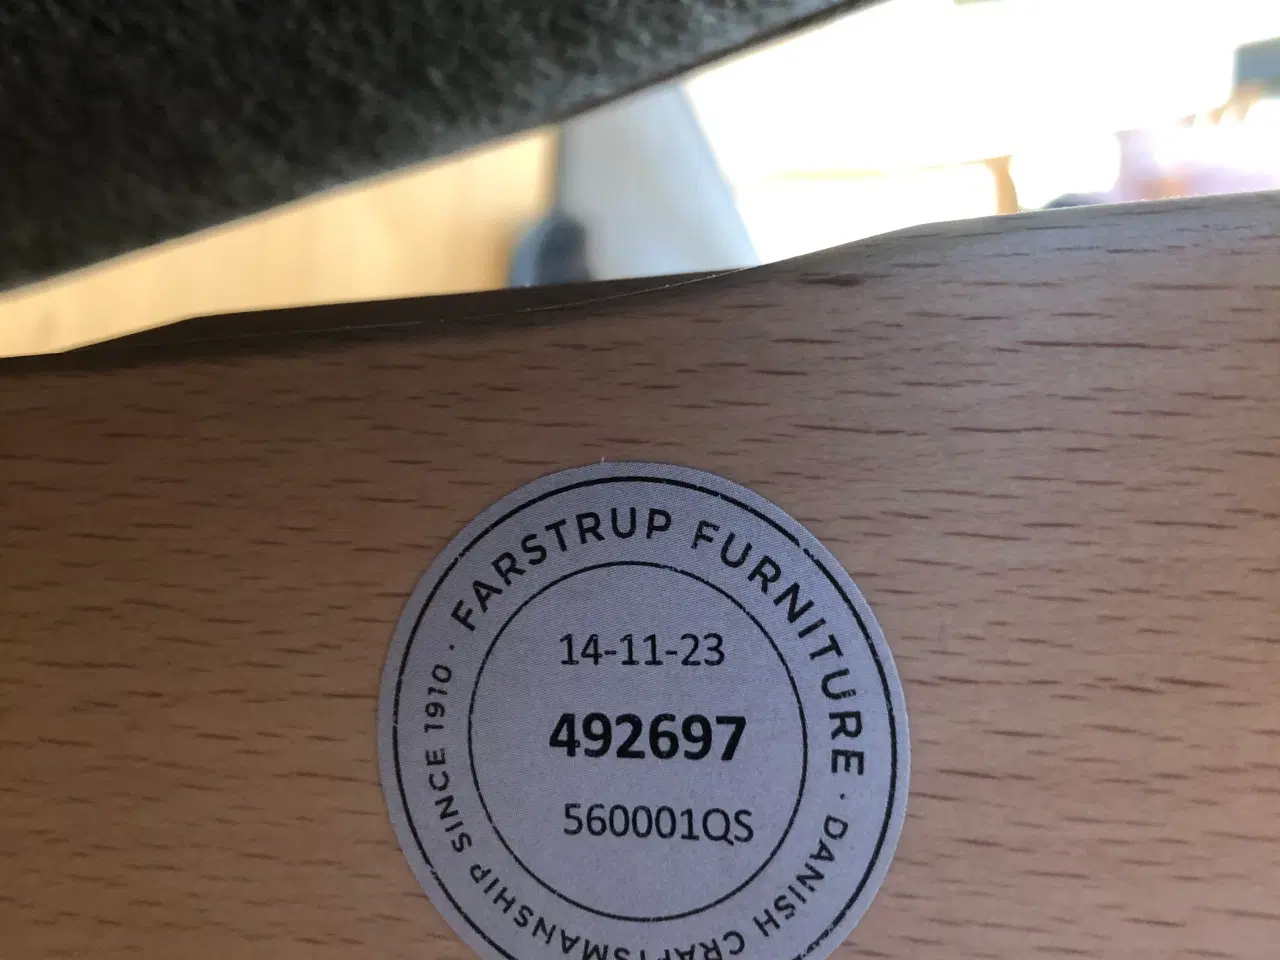 FARSTRUP FURNITURE · DANISH CRAFTSMANSHIP SINCE 1910 ·
14-11-23
492697
560001QS